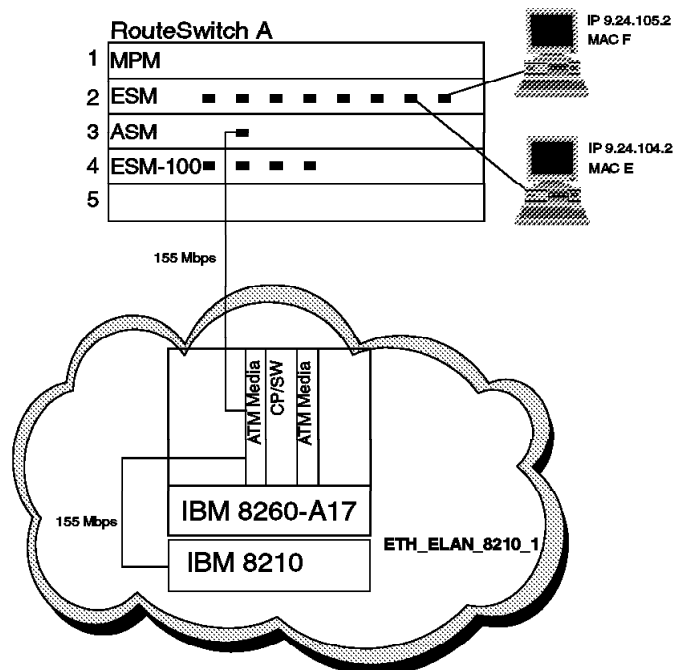 RouteSwitch A
IP 9.24.105.2
MAC F
1 MPM
2 ESM
3 ASM
4 ESM-100
5
IP 9.24.104.2
MAC E
155 Mbps
ATM Media
CP/SW
ATM Media
155 Mbps
IBM 8260-A17
ETH_ELAN_8210_1
IBM 8210